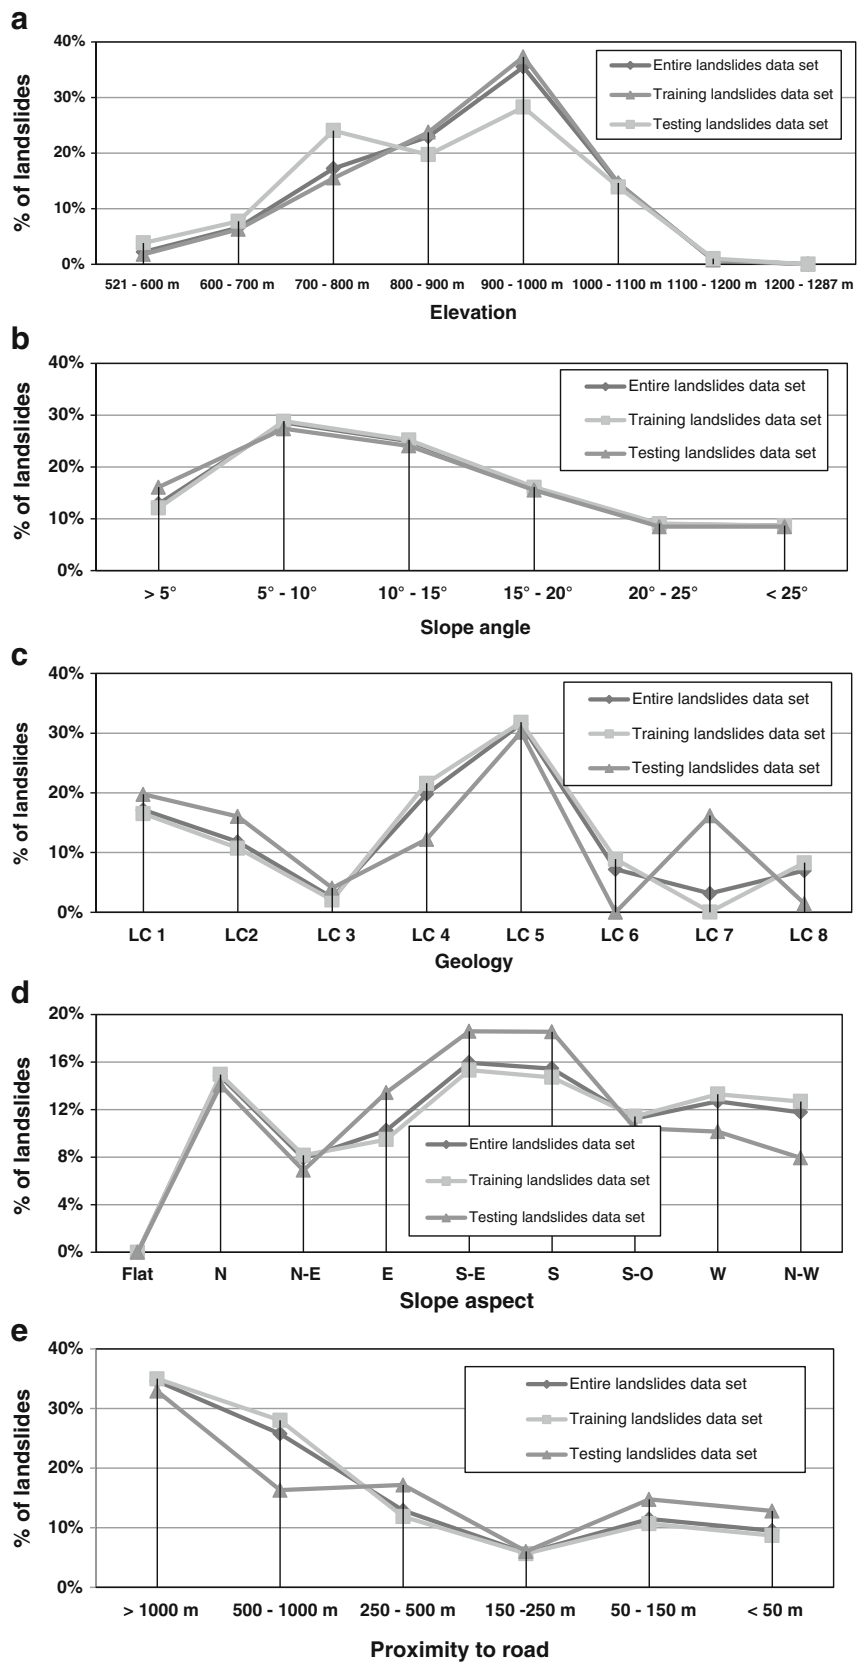 a
40%
30%
20%
10%
0%
% of landslides
Entire landslides data set
Training landslides data set
Testing landslides data set
521 - 600 m 600 - 700 m 700 - 800 m 800 - 900 m 900 - 1000 m 1000 - 1100 m 1100 - 1200 m 1200 - 1287 m
Elevation
b
40%
30%
20%
10%
0%
% of landslides
Entire landslides data set
Training landslides data set
Testing landslides data set
> 5° 5° - 10° 10° - 15° 15° - 20° 20° - 25° < 25°
Slope angle
c
40%
30%
20%
10%
0%
% of landslides
Entire landslides data set
Training landslides data set
Testing landslides data set
LC 1 LC2 LC 3 LC 4 LC 5 LC 6 LC 7 LC 8
Geology
d
20%
16%
12%
8%
4%
0%
% of landslides
Entire landslides data set
Training landslides data set
Testing landslides data set
Flat N N-E E S-E S S-O W N-W
Slope aspect
e
40%
30%
20%
10%
0%
% of landslides
Entire landslides data set
Training landslides data set
Testing landslides data set
> 1000 m 500 - 1000 m 250 - 500 m 150 -250 m 50 - 150 m < 50 m
Proximity to road